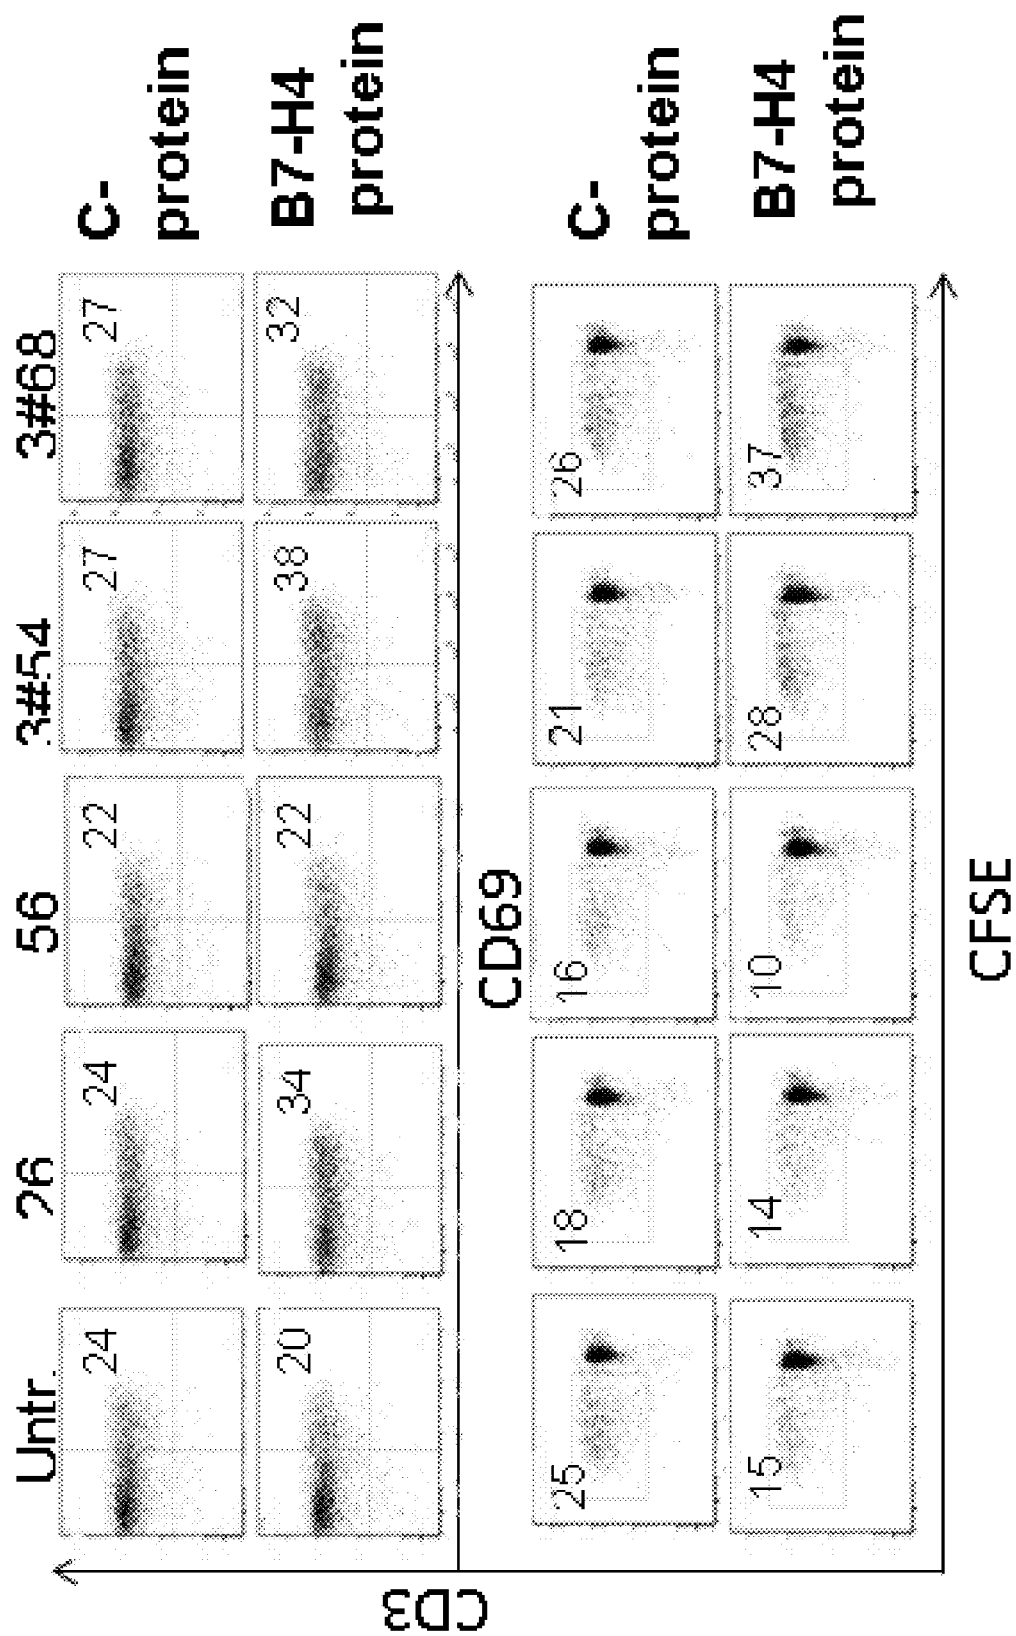 Untr. 26 56 3#54 3#68
24 24 22 27 27
C-
protein
20 34 22 38 32
B7-H4
protein
CD69
25 18 16 21 26
C-
protein
15 14 10 28 37
B7-H4
protein
CFSE
CD3